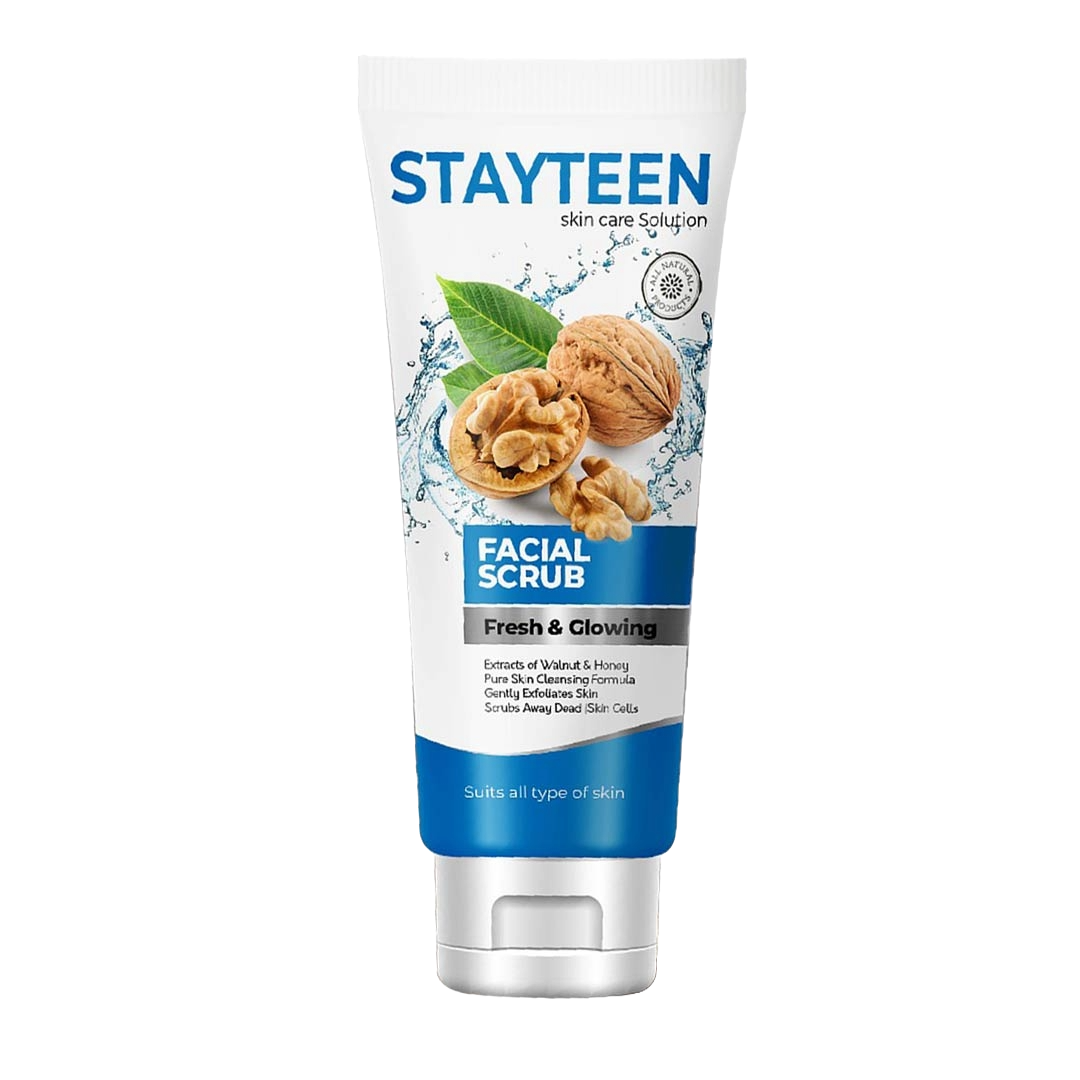 STAYTEEN
skin care Solution
ALL NATURAL
PRODUCTS
FACIAL
SCRUB
Fresh & Glowing
Extracts of Walnut & Honey
Pure Skin Cleansing Formula
Gently Exfoliates Skin
Scrubs Away Dead Skin Cells
Suits all type of skin